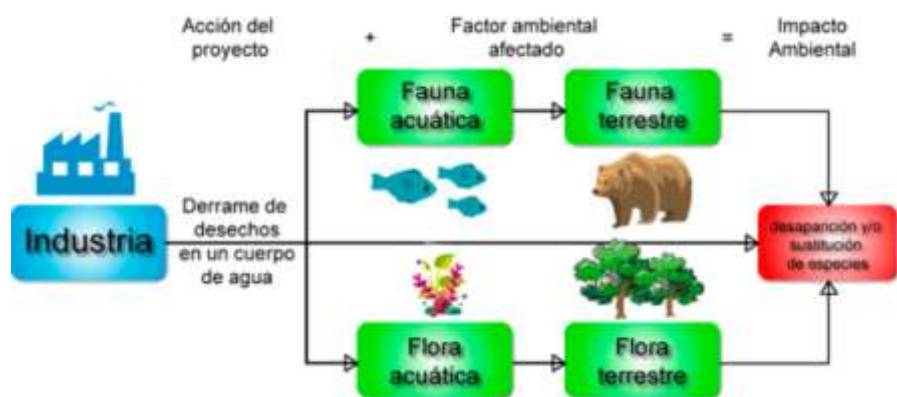 Acción del
proyecto
+
Factor ambiental
afectado
=
Impacto
Ambiental
Fauna
acuática
Fauna
terrestre
Industria
Derrame de
desechos
en un cuerpo
de agua
desaparición y/o
sustitución
de especies
Flora
acuática
Flora
terrestre